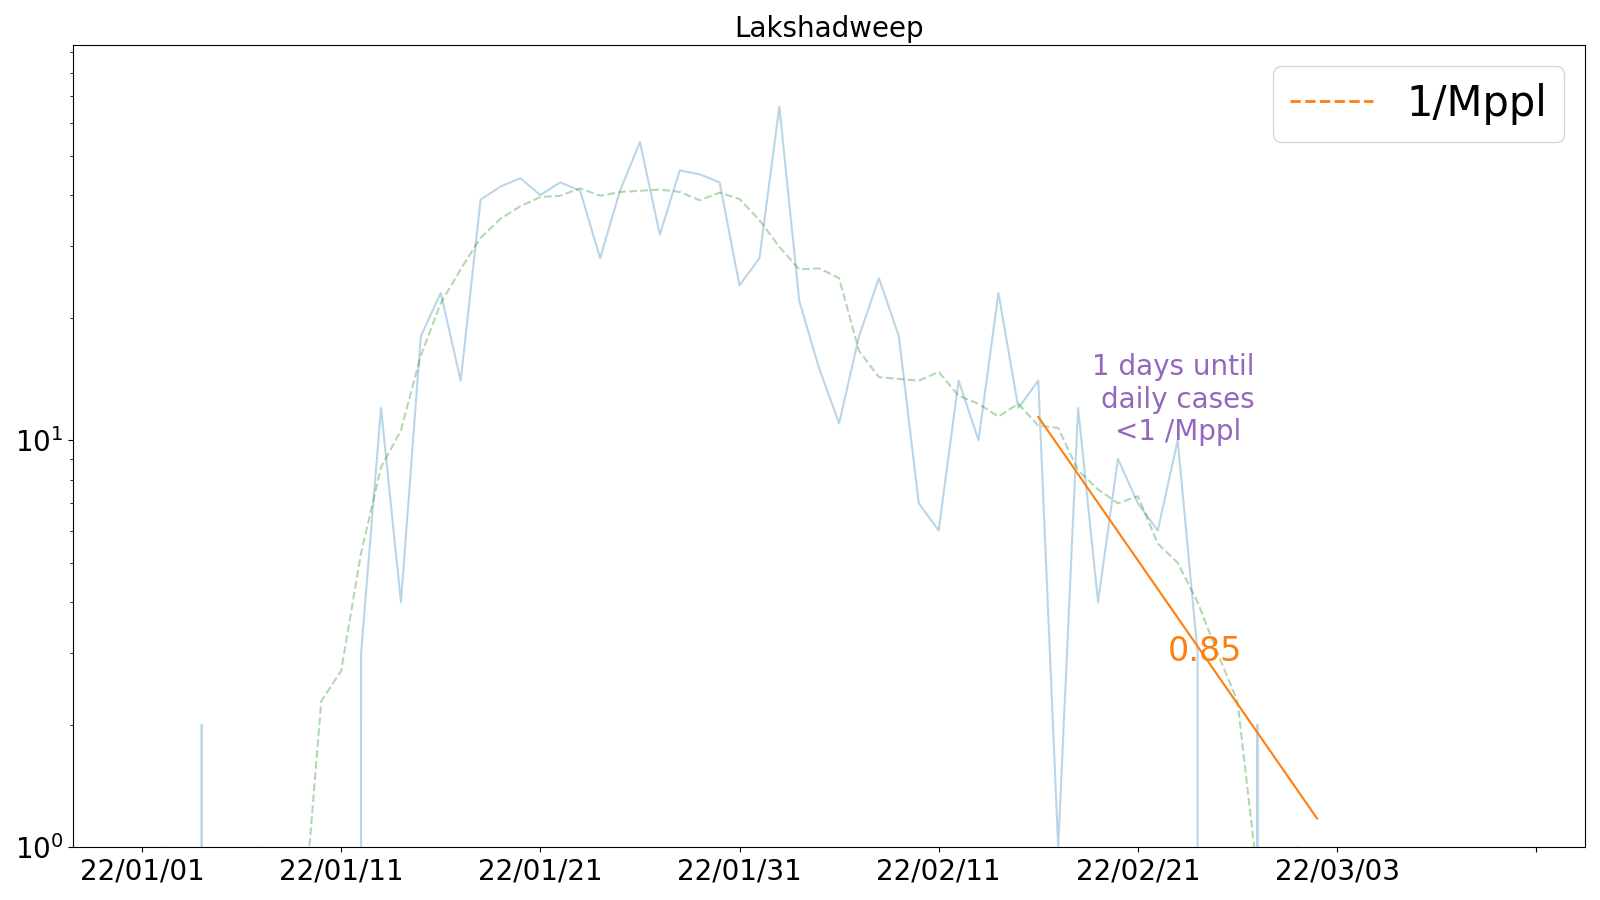 Lakshadweep
1/Mppl
1 days until
daily cases
<1 /Mppl
10¹
0.85
10⁰
22/01/01 22/01/11 22/01/21 22/01/31 22/02/11 22/02/21 22/03/03